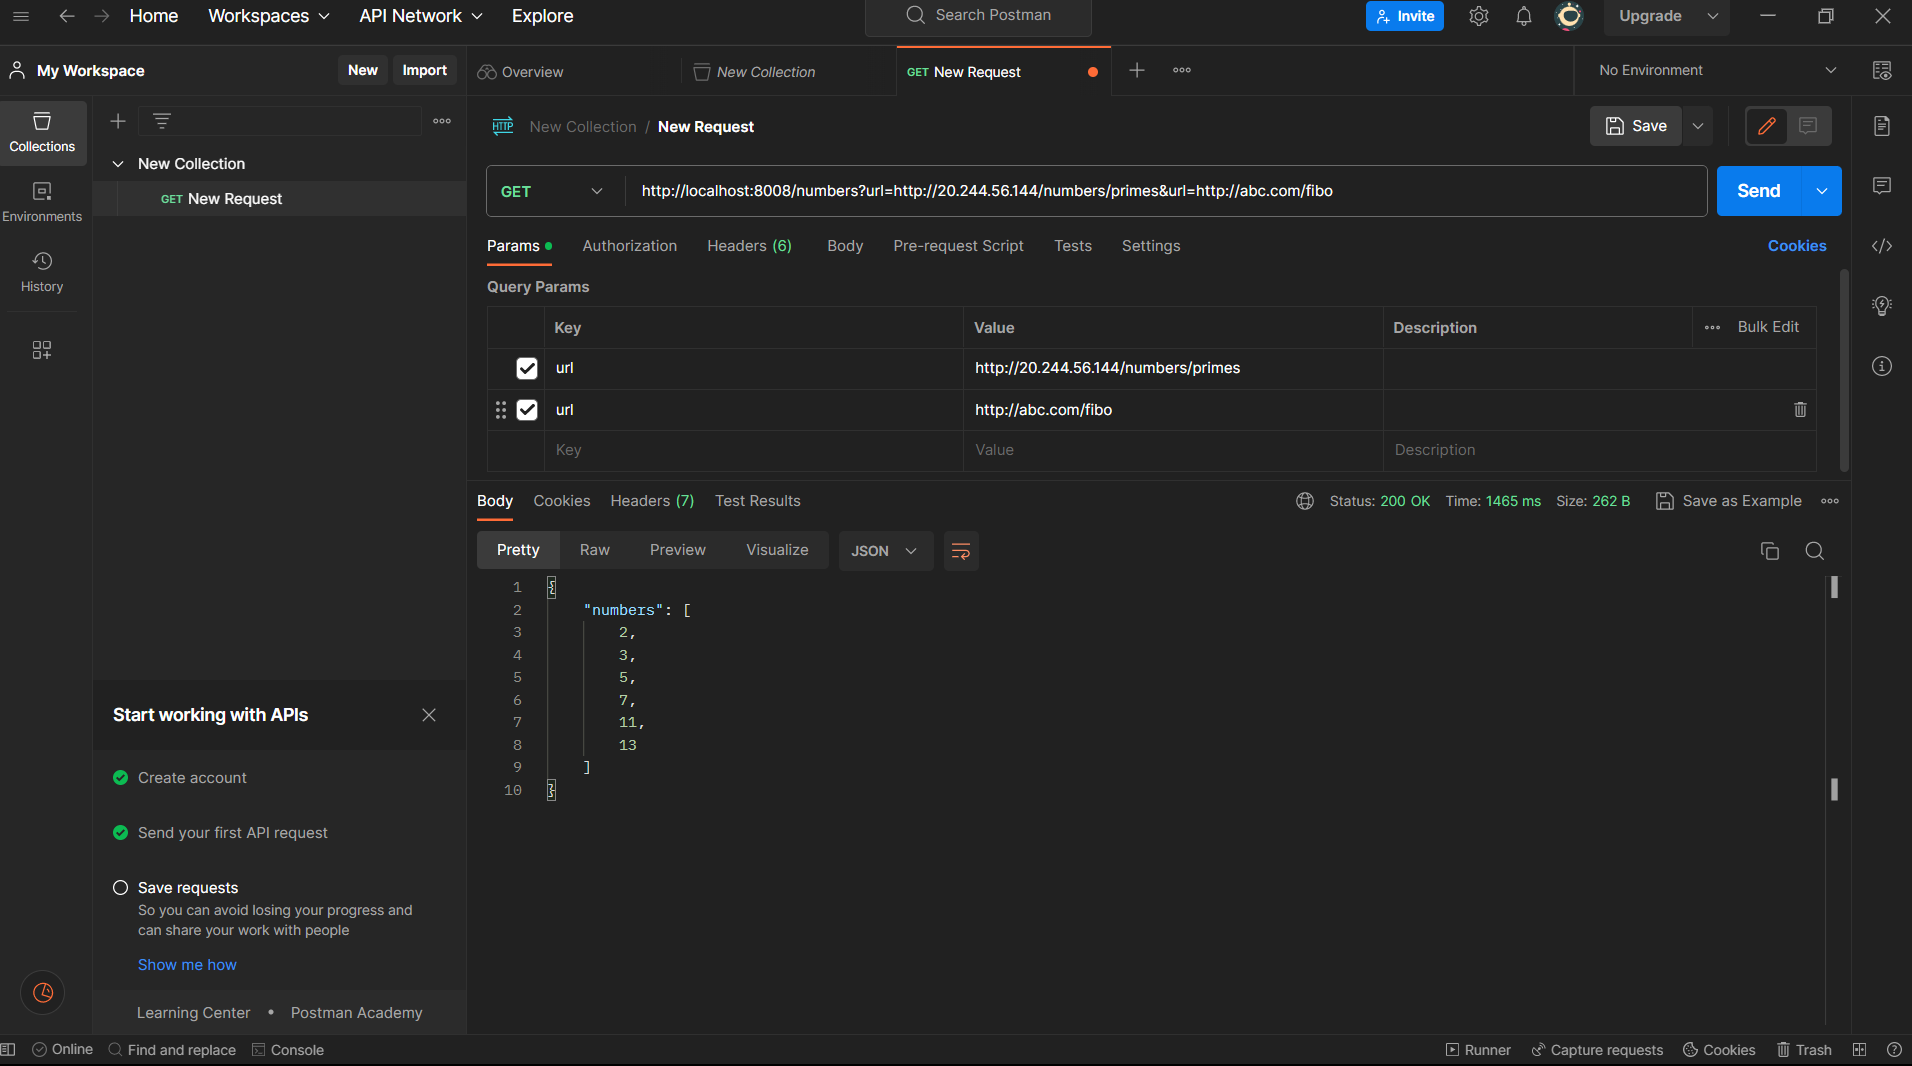 Home Workspaces API Network Explore Search Postman Invite Upgrade
My Workspace New Import Overview New Collection GET New Request No Environment
Collections
Environments
History
New Collection
GET New Request
HTTP New Collection / New Request Save
GET http://localhost:8008/numbers?url=http://20.244.56.144/numbers/primes&url=http://abc.com/fibo Send
Params Authorization Headers (6) Body Pre-request Script Tests Settings Cookies
Query Params
Key Value Description Bulk Edit
url http://20.244.56.144/numbers/primes
url http://abc.com/fibo
Key Value Description
Body Cookies Headers (7) Test Results Status: 200 OK Time: 1465 ms Size: 262 B Save as Example
Pretty Raw Preview Visualize JSON
1 {
2 "numbers": [
3 2,
4 3,
5 5,
6 7,
7 11,
8 13
9 ]
10 }
Start working with APIs
Create account
Send your first API request
Save requests
So you can avoid losing your progress and
can share your work with people
Show me how
Learning Center • Postman Academy
Online Find and replace Console Runner Capture requests Cookies Trash